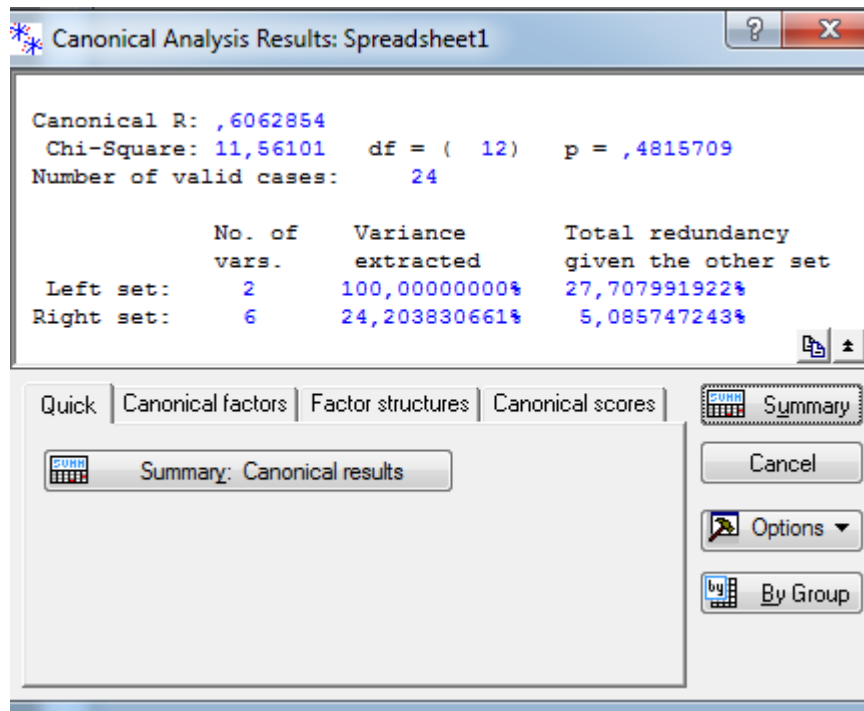 Canonical Analysis Results: Spreadsheet1
Canonical R: ,6062854
Chi-Square: 11,56101 df = ( 12) p = ,4815709
Number of valid cases: 24
No. of Variance Total redundancy
vars. extracted given the other set
Left set: 2 100,00000000% 27,707991922%
Right set: 6 24,203830661% 5,085747243%
Quick Canonical factors Factor structures Canonical scores
Summary: Canonical results
Summary
Cancel
Options
By Group